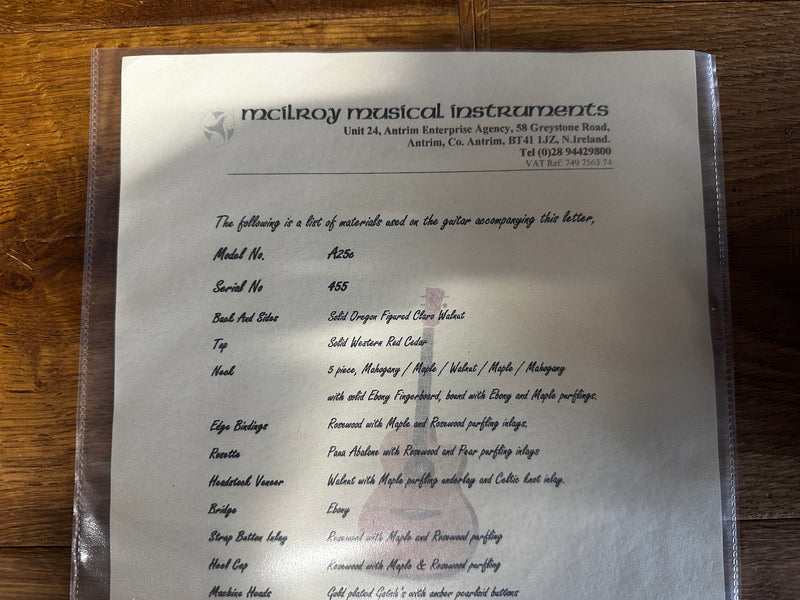 mcilroy musical instruments
Unit 24, Antrim Enterprise Agency, 58 Greystone Road,
Antrim, Co. Antrim, BT41 1JZ, N.Ireland.
Tel (0)28 94429800
VAT Ref: 749 7563 74
The following is a list of materials used on the guitar accompanying this letter,
Model No. A25c
Serial No 455
Back And Sides Solid Oregon Figured Claro Walnut
Top Solid Western Red Cedar
Neck 5 piece, Mahogany / Maple / Walnut / Maple / Mahogany
with solid Ebony Fingerboard, bound with Ebony and Maple purflings.
Edge Bindings Rosewood with Maple and Rosewood purfling inlays.
Rosette Paua Abalone with Rosewood and Pear purfling inlays
Headstock Veneer Walnut with Maple purfling underlay and Celtic knot inlay.
Bridge Ebony
Strap Button Inlay Rosewood with Maple and Rosewood purfling
Heel Cap Rosewood with Maple & Rosewood purfling
Machine Heads Gold plated Gotoh's with amber pearloid buttons